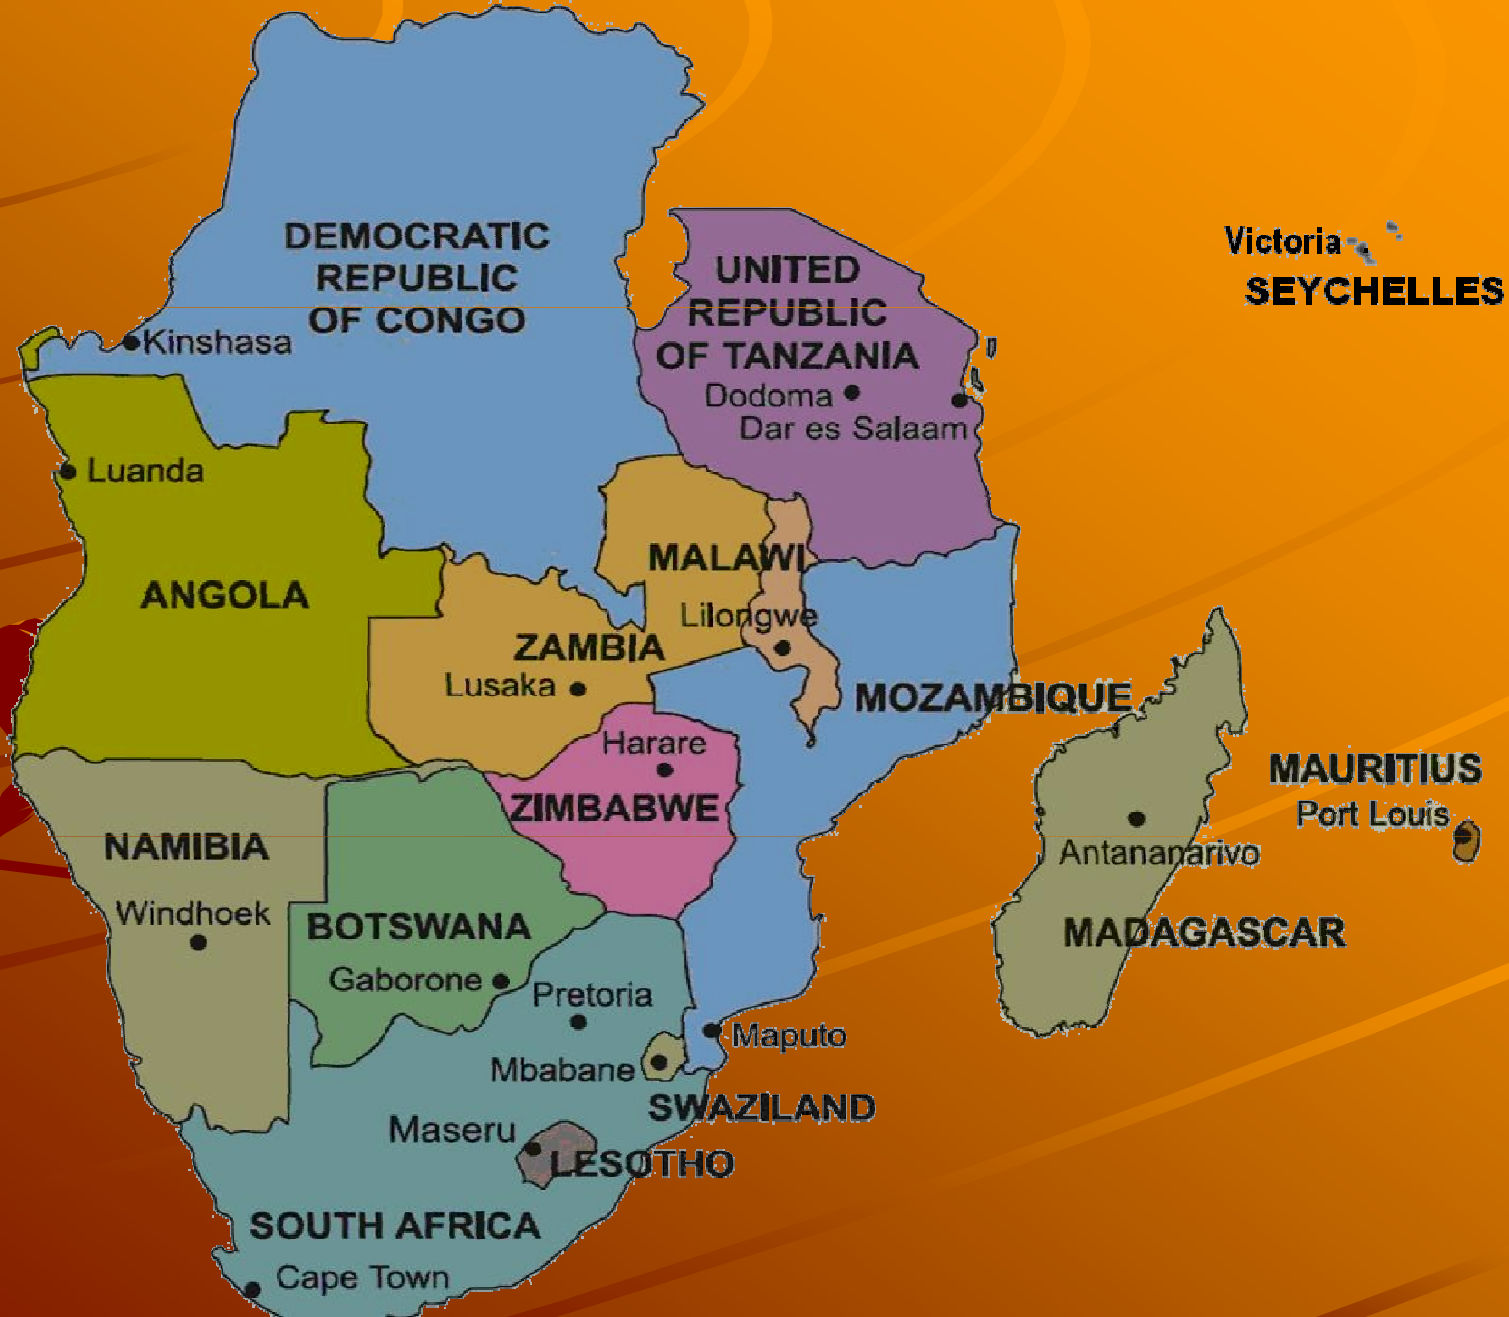 DEMOCRATIC
REPUBLIC
OF CONGO
Kinshasa
UNITED
REPUBLIC
OF TANZANIA
Dodoma
Dar es Salaam
Victoria
SEYCHELLES
Luanda
ANGOLA
MALAWI
Lilongwe
ZAMBIA
Lusaka
MOZAMBIQUE
Harare
ZIMBABWE
MAURITIUS
Port Louis
Antananarivo
MADAGASCAR
NAMIBIA
Windhoek
BOTSWANA
Gaborone
Pretoria
Maputo
Mbabane
SWAZILAND
Maseru
LESOTHO
SOUTH AFRICA
Cape Town